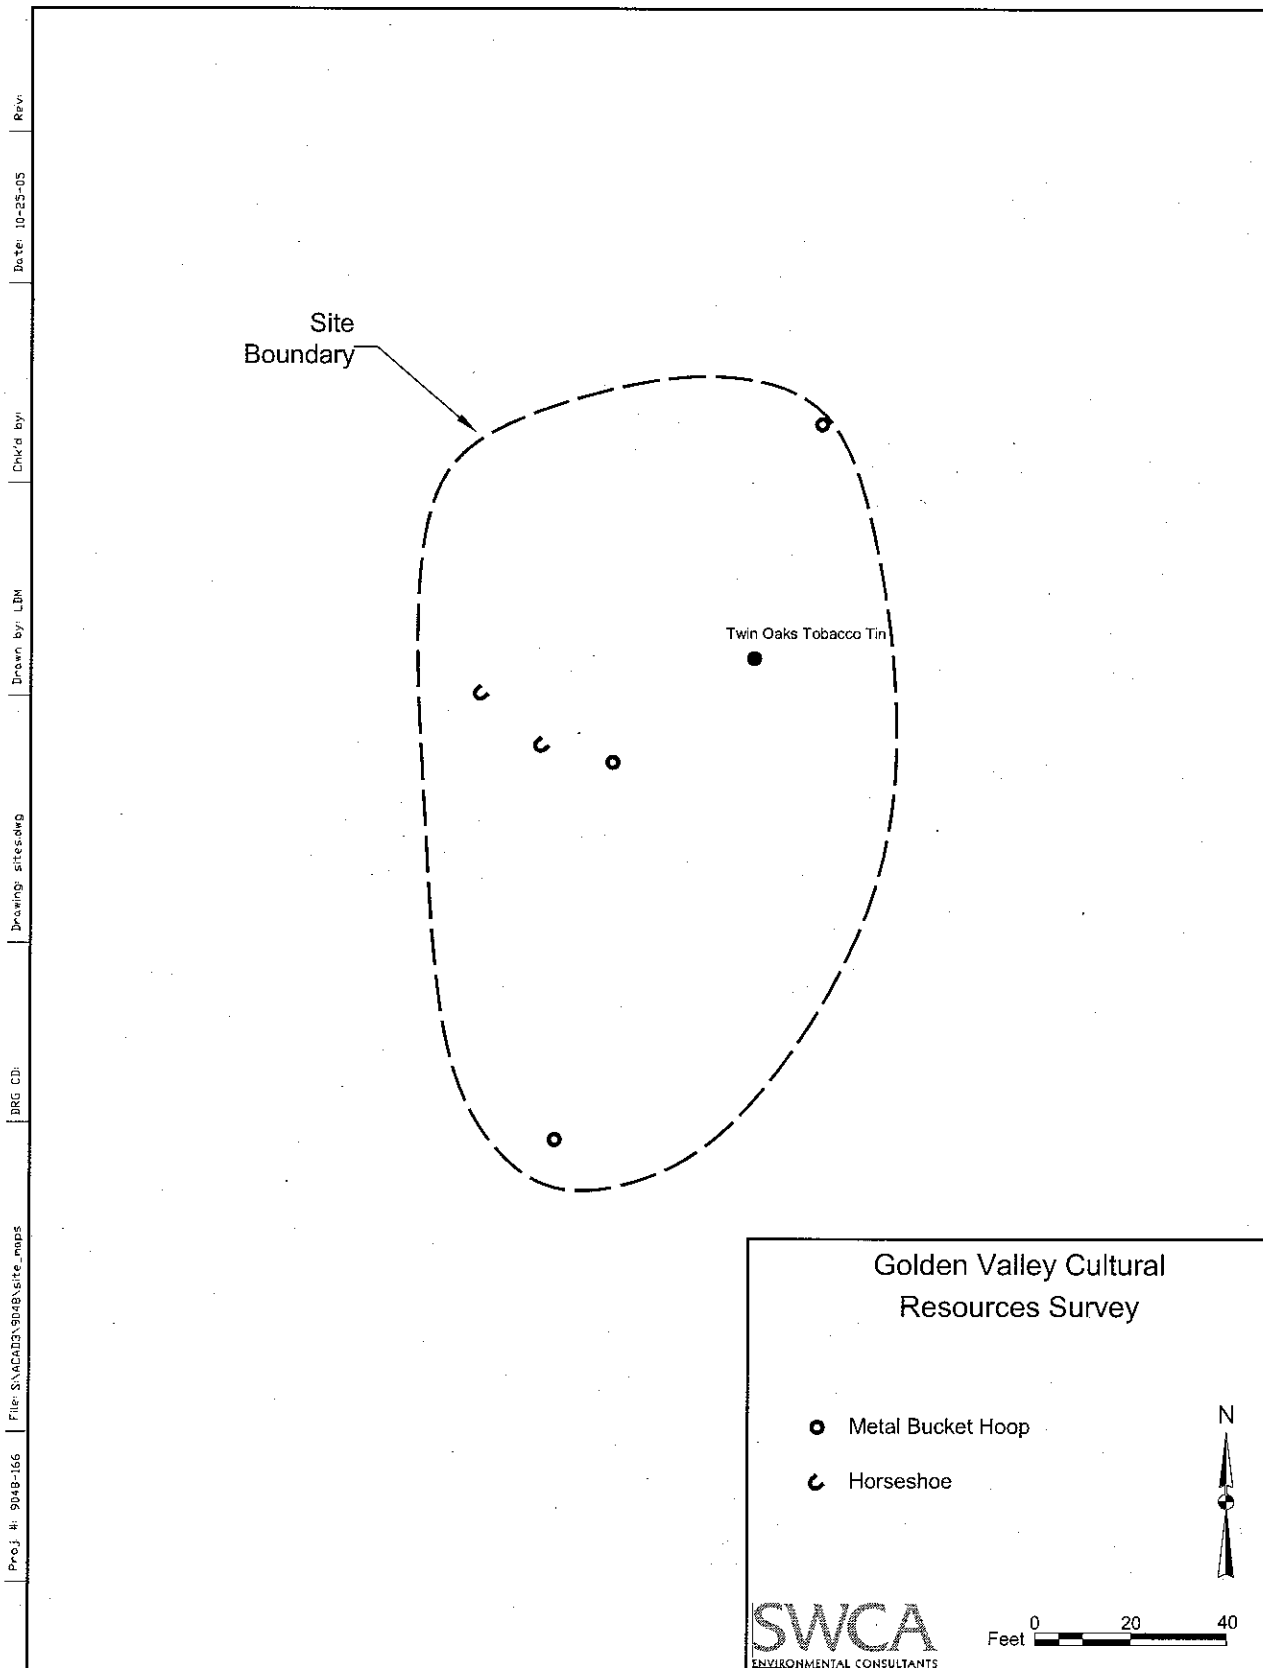 Rev:
Date: 10-25-05
Chk'd by:
Drawn by: LDM
Drawing: sites.dwg
DRG CD:
File: S:\ACAD3\9048\site_maps
Proj. #: 9048-166
Site
Boundary
Twin Oaks Tobacco Tin
Golden Valley Cultural
Resources Survey
Metal Bucket Hoop
Horseshoe
N
SWCA
ENVIRONMENTAL CONSULTANTS
Feet 0 20 40